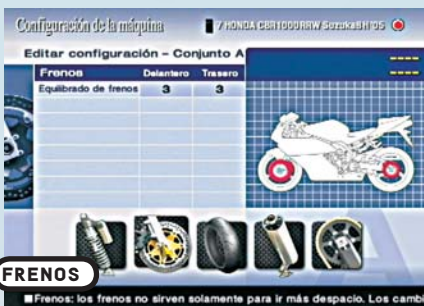 Configuración de la máquina
7 HONDA CBR1000RRW Suzuka8H'05
Editar configuración – Conjunto A
Frenos Delantero Trasero
Equilibrado de frenos 3 3
FRENOS
Frenos: los frenos no sirven solamente para ir más despacio. Los cambi